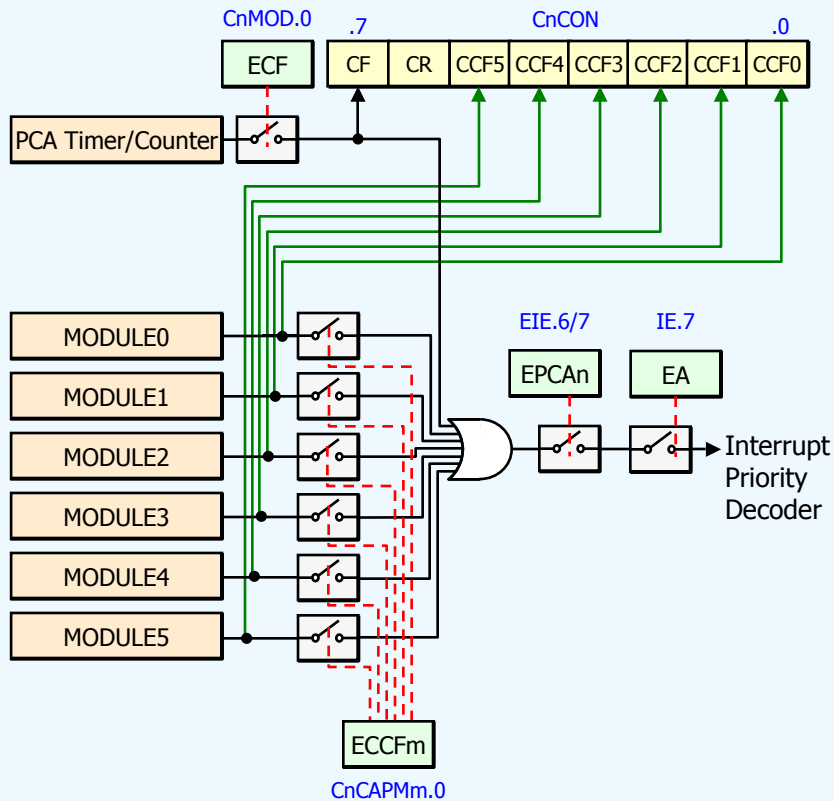 CnMOD.0
.7 CnCON .0
ECF
CF CR CCF5 CCF4 CCF3 CCF2 CCF1 CCF0
PCA Timer/Counter
MODULE0
MODULE1
MODULE2
MODULE3
MODULE4
MODULE5
EIE.6/7 IE.7
EPCAn EA
Interrupt
Priority
Decoder
ECCFm
CnCAPMm.0